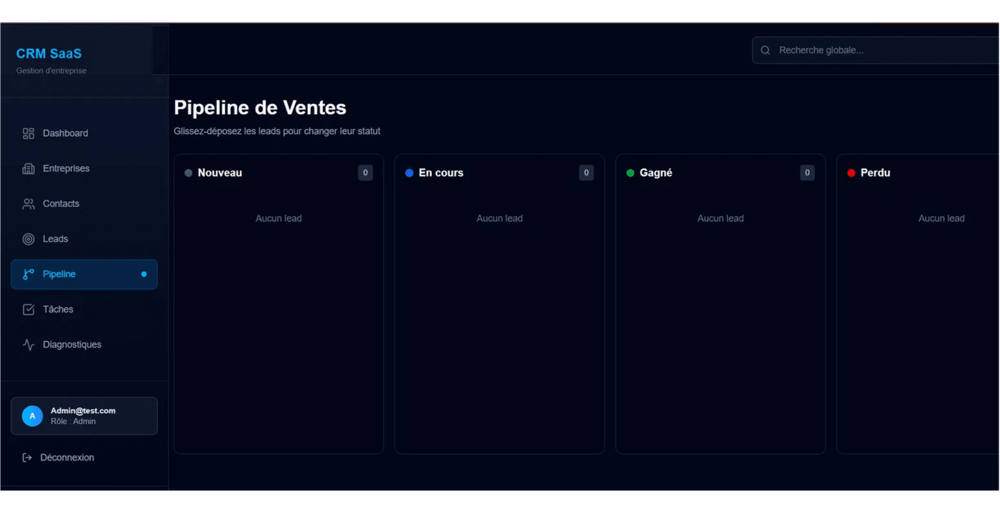 CRM SaaS
Gestion d'entreprise
Recherche globale...
Dashboard
Entreprises
Contacts
Leads
Pipeline
Tâches
Diagnostiques
A
Admin@test.com
Rôle : Admin
Déconnexion
Pipeline de Ventes
Glissez-déposez les leads pour changer leur statut
Nouveau 0
Aucun lead
En cours 0
Aucun lead
Gagné 0
Aucun lead
Perdu
Aucun lead